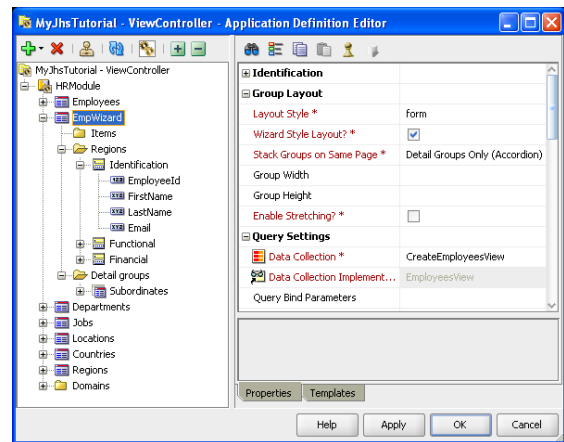 MyJhsTutorial - ViewController - Application Definition Editor
MyJhsTutorial - ViewController
HRModule
Employees
EmpWizard
Items
Regions
Identification
EmployeeId
FirstName
LastName
Email
Functional
Financial
Detail groups
Subordinates
Departments
Jobs
Locations
Countries
Regions
Domains
Identification
Group Layout
Layout Style * form
Wizard Style Layout? *
Stack Groups on Same Page * Detail Groups Only (Accordion)
Group Width
Group Height
Enable Stretching? *
Query Settings
Data Collection * CreateEmployeesView
Data Collection Implement... EmployeesView
Query Bind Parameters
Properties Templates
Help Apply OK Cancel